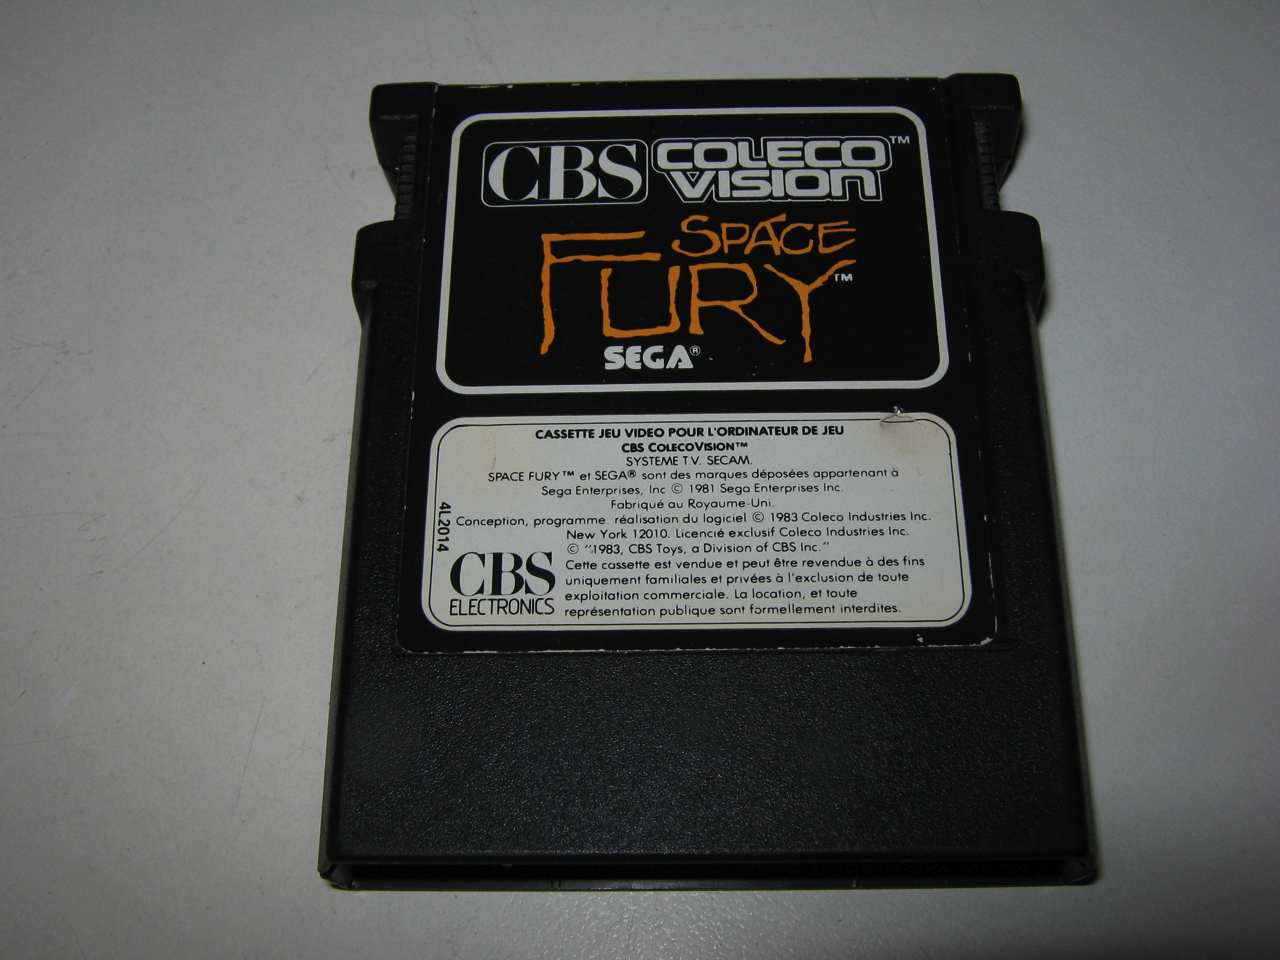 CBS COLECO VISION™
SPACE
FURY™
SEGA®
CASSETTE JEU VIDEO POUR L'ORDINATEUR DE JEU
CBS COLECOVISION™
SYSTEME T.V. SECAM.
SPACE FURY™ et SEGA® sont des marques déposées appartenant à
Sega Enterprises, Inc © 1981 Sega Enterprises Inc.
Fabriqué au Royaume-Uni.
Conception, programme. réalisation du logiciel © 1983 Coleco Industries Inc.
New York 12010. Licencié exclusif Coleco Industries Inc.
© "1983, CBS Toys, a Division of CBS Inc."
Cette cassette est vendue et peut être revendue à des fins
uniquement familiales et privées à l'exclusion de toute
exploitation commerciale. La location, et toute
représentation publique sont formellement interdites.
4L2014
CBS
ELECTRONICS